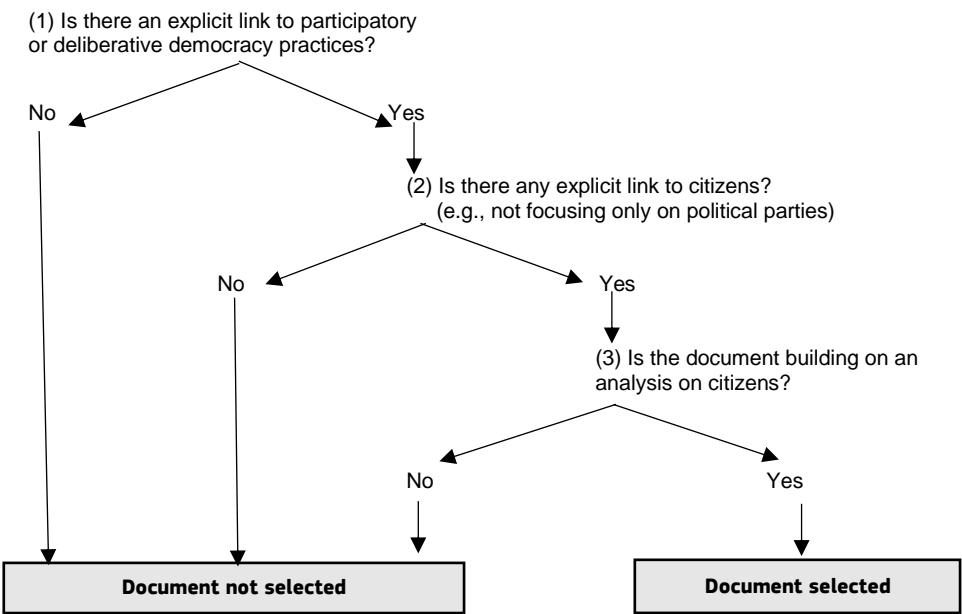 (1) Is there an explicit link to participatory
or deliberative democracy practices?
No
Yes
(2) Is there any explicit link to citizens?
(e.g., not focusing only on political parties)
No
Yes
(3) Is the document building on an
analysis on citizens?
No
Yes
Document not selected
Document selected